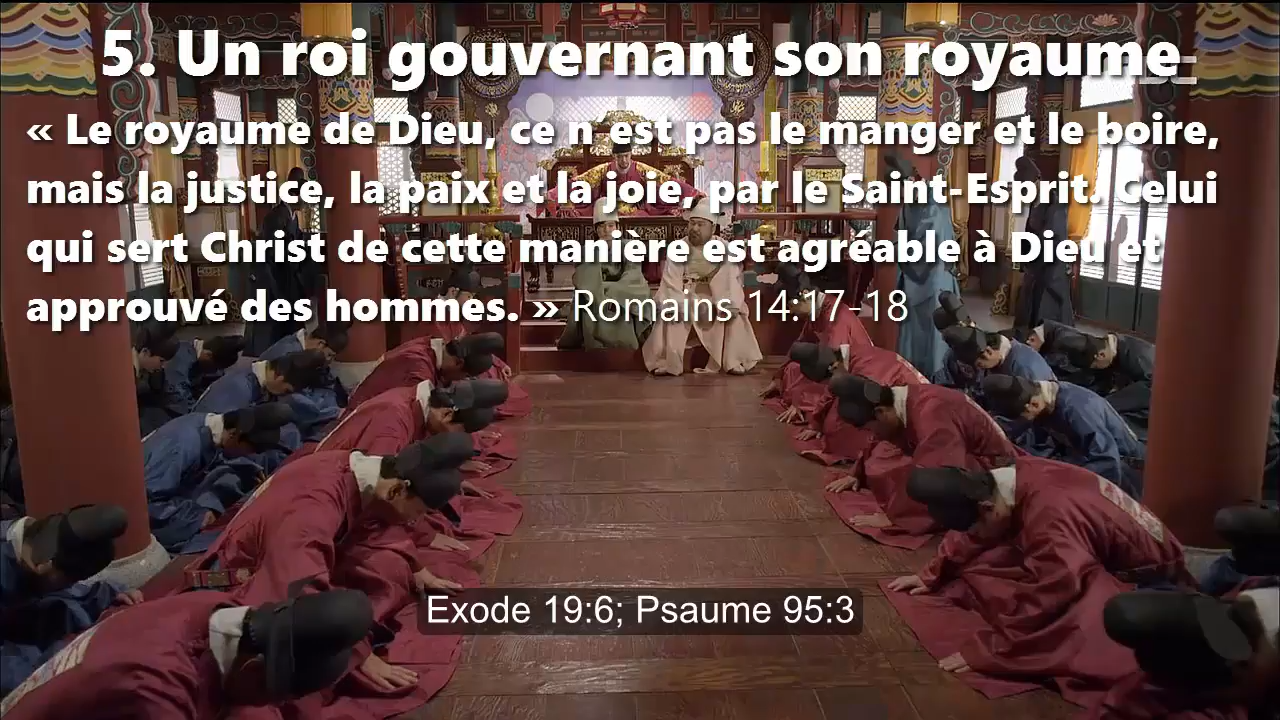 5. Un roi gouvernant son royaume
« Le royaume de Dieu, ce n’est pas le manger et le boire,
mais la justice, la paix et la joie, par le Saint-Esprit. Celui
qui sert Christ de cette manière est agréable à Dieu et
approuvé des hommes. » Romains 14:17-18
Exode 19:6; Psaume 95:3